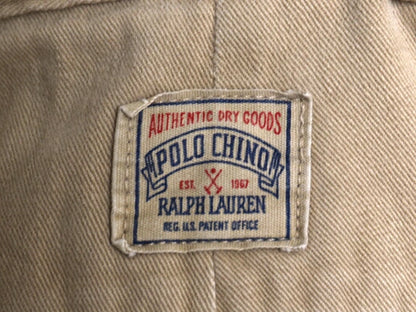 AUTHENTIC DRY GOODS
POLO CHINO
EST. 1967
RALPH LAUREN
REG. U.S. PATENT OFFICE